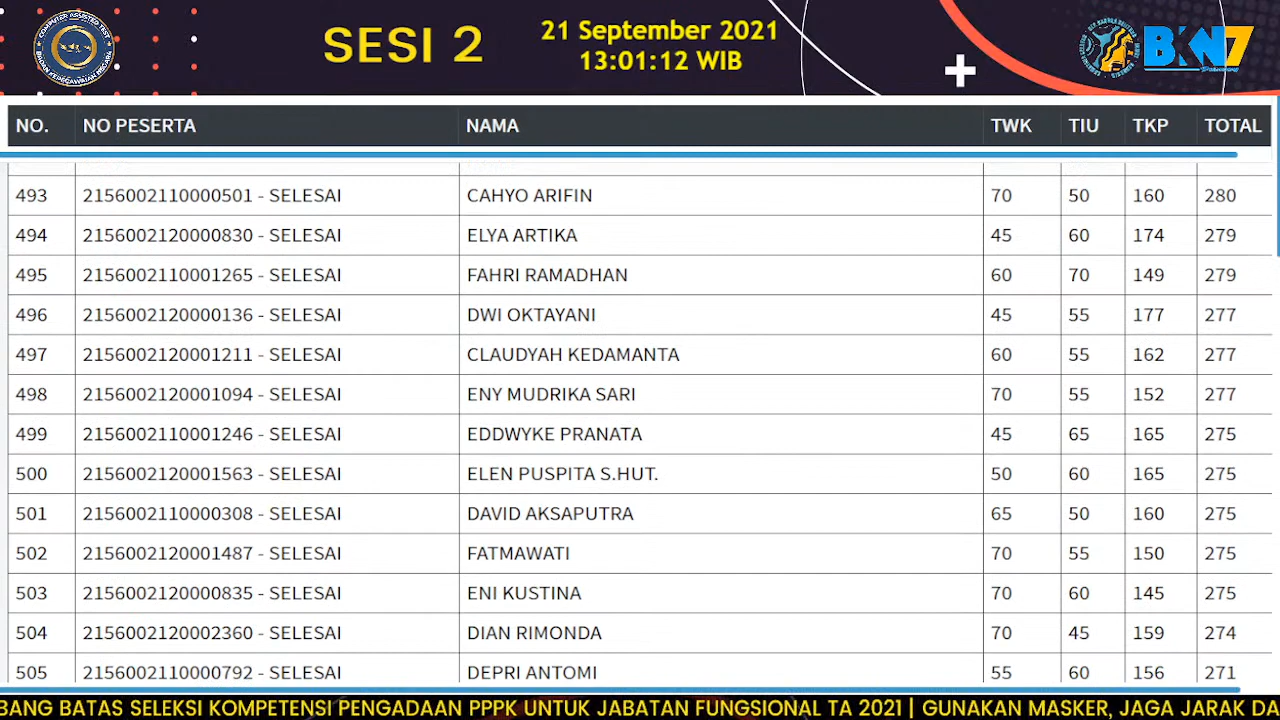 COMPUTER ASSISTED TEST
BADAN KEPEGAWAIAN NEGARA
SESI 2
21 September 2021
13:01:12 WIB
BKN7
NO. NO PESERTA NAMA TWK TIU TKP TOTAL
493 2156002110000501 - SELESAI CAHYO ARIFIN 70 50 160 280
494 2156002120000830 - SELESAI ELYA ARTIKA 45 60 174 279
495 2156002110001265 - SELESAI FAHRI RAMADHAN 60 70 149 279
496 2156002120000136 - SELESAI DWI OKTAYANI 45 55 177 277
497 2156002120001211 - SELESAI CLAUDYAH KEDAMANTA 60 55 162 277
498 2156002120001094 - SELESAI ENY MUDRIKA SARI 70 55 152 277
499 2156002110001246 - SELESAI EDDWYKE PRANATA 45 65 165 275
500 2156002120001563 - SELESAI ELEN PUSPITA S.HUT. 50 60 165 275
501 2156002110000308 - SELESAI DAVID AKSAPUTRA 65 50 160 275
502 2156002120001487 - SELESAI FATMAWATI 70 55 150 275
503 2156002120000835 - SELESAI ENI KUSTINA 70 60 145 275
504 2156002120002360 - SELESAI DIAN RIMONDA 70 45 159 274
505 2156002110000792 - SELESAI DEPRI ANTOMI 55 60 156 271
BANG BATAS SELEKSI KOMPETENSI PENGADAAN PPPK UNTUK JABATAN FUNGSIONAL TA 2021 | GUNAKAN MASKER, JAGA JARAK DA